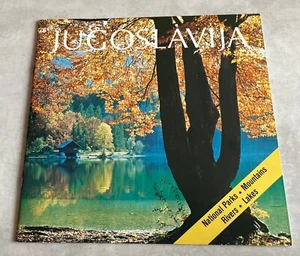 JUGOSLAVIJA
National Parks • Mountains
Rivers • Lakes